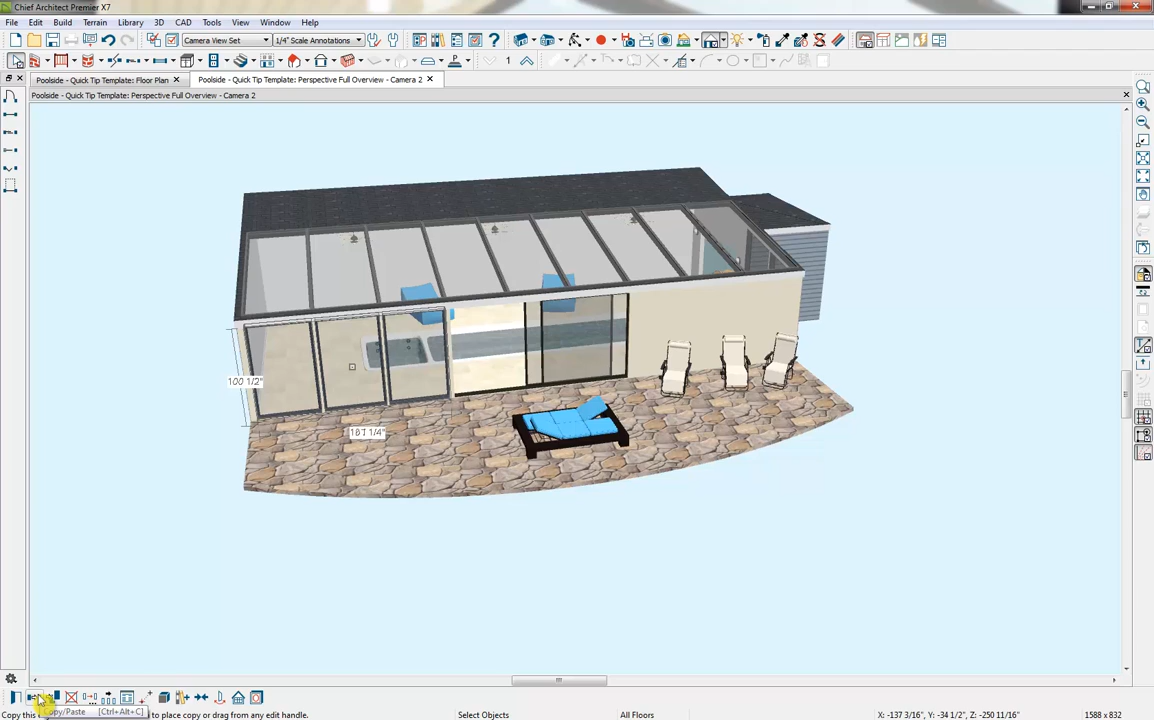 Chief Architect Premier X7
File Edit Build Terrain Library 3D CAD Tools View Window Help
Camera View Set 1/4" Scale Annotations
1
Poolside - Quick Tip Template: Floor Plan Poolside - Quick Tip Template: Perspective Full Overview - Camera 2
Poolside - Quick Tip Template: Perspective Full Overview - Camera 2
100 1/2"
Copy/Paste [Ctrl+Alt+C]
Copy this to place copy or drag from any edit handle. Select Objects All Floors X: -137 3/16", Y: -34 1/2", Z: -250 11/16" 1588 x 832